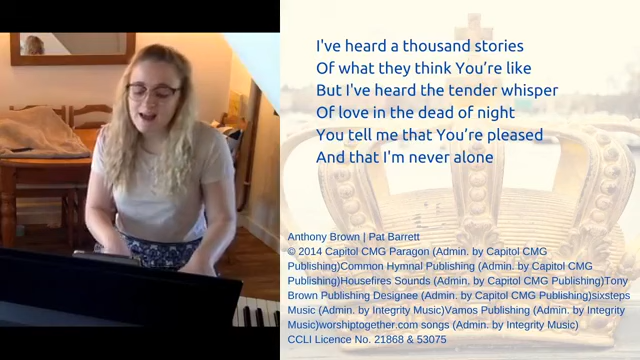 I've heard a thousand stories
Of what they think You’re like
But I've heard the tender whisper
Of love in the dead of night
You tell me that You’re pleased
And that I'm never alone
Anthony Brown | Pat Barrett
© 2014 Capitol CMG Paragon (Admin. by Capitol CMG
Publishing)Common Hymnal Publishing (Admin. by Capitol CMG
Publishing)Housefires Sounds (Admin. by Capitol CMG Publishing)Tony
Brown Publishing Designee (Admin. by Capitol CMG Publishing)sixsteps
Music (Admin. by Integrity Music)Vamos Publishing (Admin. by Integrity
Music)worshiptogether.com songs (Admin. by Integrity Music)
CCLI Licence No. 21868 & 53075